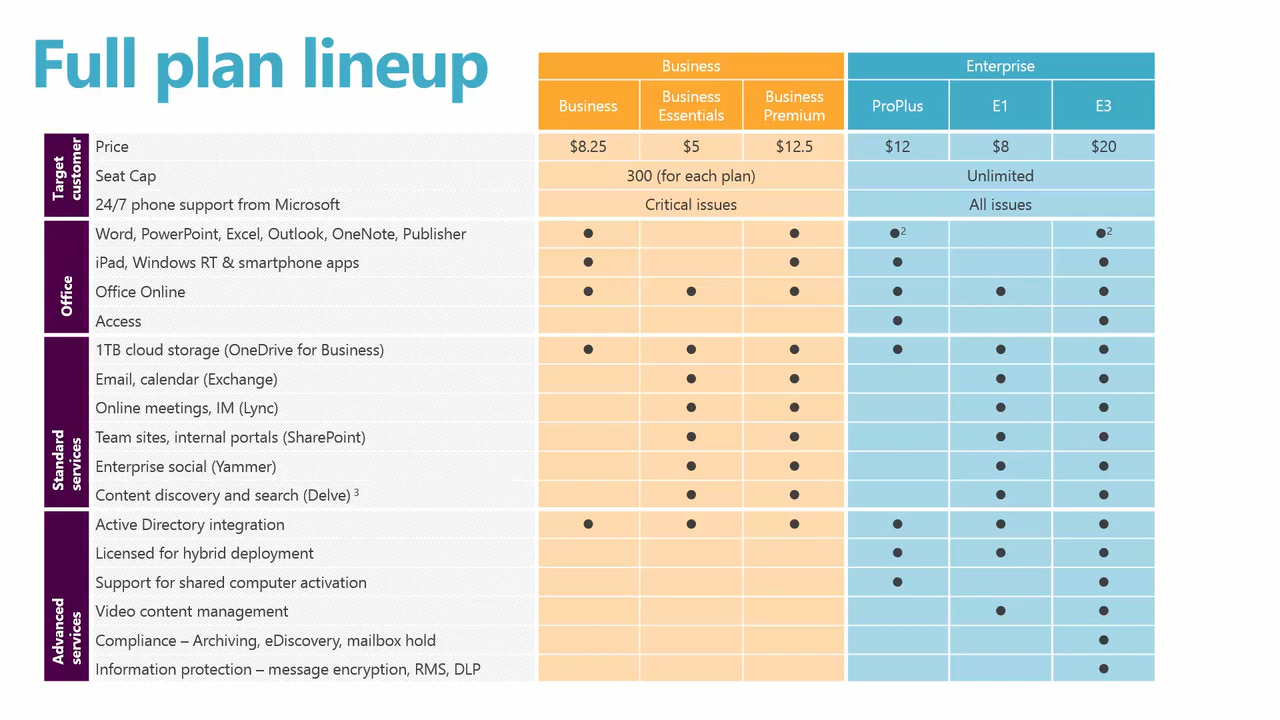 Full plan lineup
Business
Enterprise
Business
Business
Essentials
Business
Premium
ProPlus
E1
E3
Target
customer
Price $8.25 $5 $12.5 $12 $8 $20
Seat Cap 300 (for each plan) Unlimited
24/7 phone support from Microsoft Critical issues All issues
Office
Word, PowerPoint, Excel, Outlook, OneNote, Publisher ● ● ●2 ●2
iPad, Windows RT & smartphone apps ● ● ● ●
Office Online ● ● ● ● ● ●
Access ● ●
Standard
services
1TB cloud storage (OneDrive for Business) ● ● ● ● ● ●
Email, calendar (Exchange) ● ● ● ●
Online meetings, IM (Lync) ● ● ● ●
Team sites, internal portals (SharePoint) ● ● ● ●
Enterprise social (Yammer) ● ● ● ●
Content discovery and search (Delve) 3 ● ● ● ●
Advanced
services
Active Directory integration ● ● ● ● ● ●
Licensed for hybrid deployment ● ● ●
Support for shared computer activation ● ●
Video content management ● ●
Compliance – Archiving, eDiscovery, mailbox hold ●
Information protection – message encryption, RMS, DLP ●